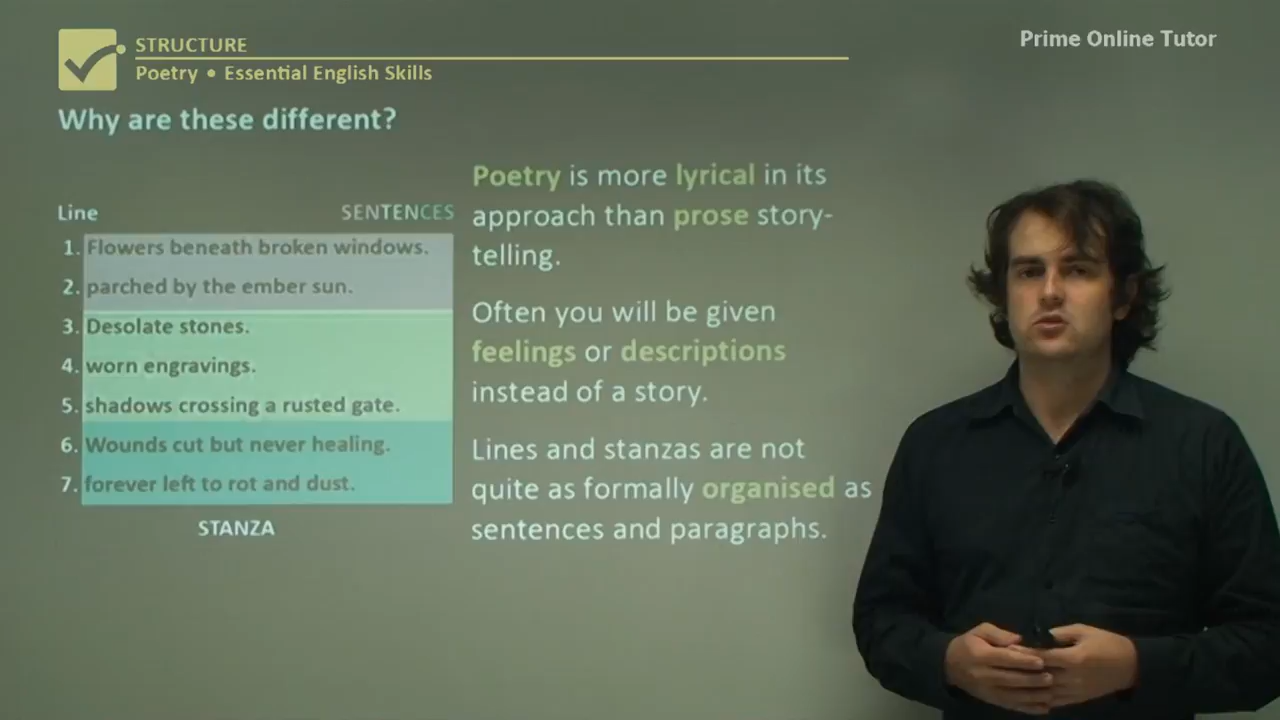 STRUCTURE
Poetry • Essential English Skills
Prime Online Tutor
Why are these different?
Line
SENTENCES
1. Flowers beneath broken windows.
2. parched by the ember sun.
3. Desolate stones.
4. worn engravings.
5. shadows crossing a rusted gate.
6. Wounds cut but never healing.
7. forever left to rot and dust.
STANZA
Poetry is more lyrical in its
approach than prose story-
telling.
Often you will be given
feelings or descriptions
instead of a story.
Lines and stanzas are not
quite as formally organised as
sentences and paragraphs.